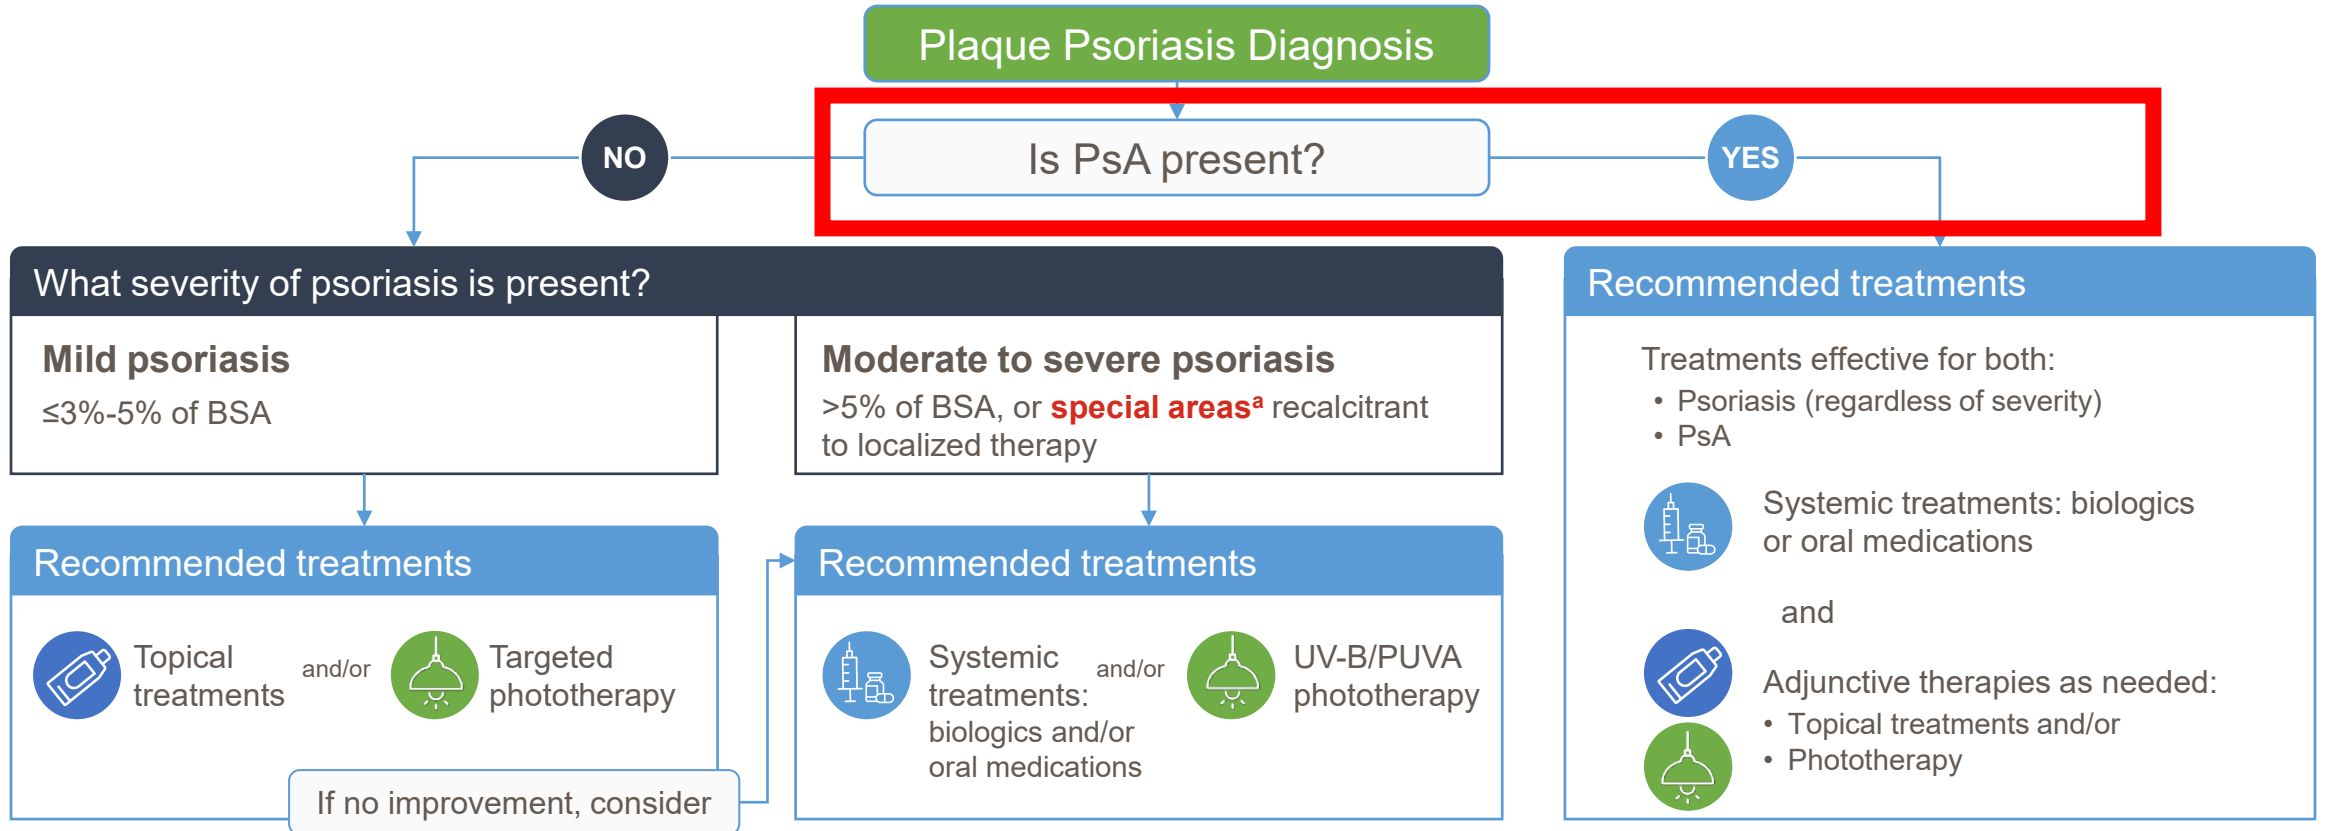 Plaque Psoriasis Diagnosis
NO
Is PsA present?
YES
What severity of psoriasis is present?
Mild psoriasis
≤3%-5% of BSA
Moderate to severe psoriasis
>5% of BSA, or special areasᵃ recalcitrant
to localized therapy
Recommended treatments
Topical
treatments
and/or
Targeted
phototherapy
If no improvement, consider
Recommended treatments
Systemic
treatments:
biologics and/or
oral medications
and/or
UV-B/PUVA
phototherapy
Recommended treatments
Treatments effective for both:
• Psoriasis (regardless of severity)
• PsA
Systemic treatments: biologics
or oral medications
and
Adjunctive therapies as needed:
• Topical treatments and/or
• Phototherapy